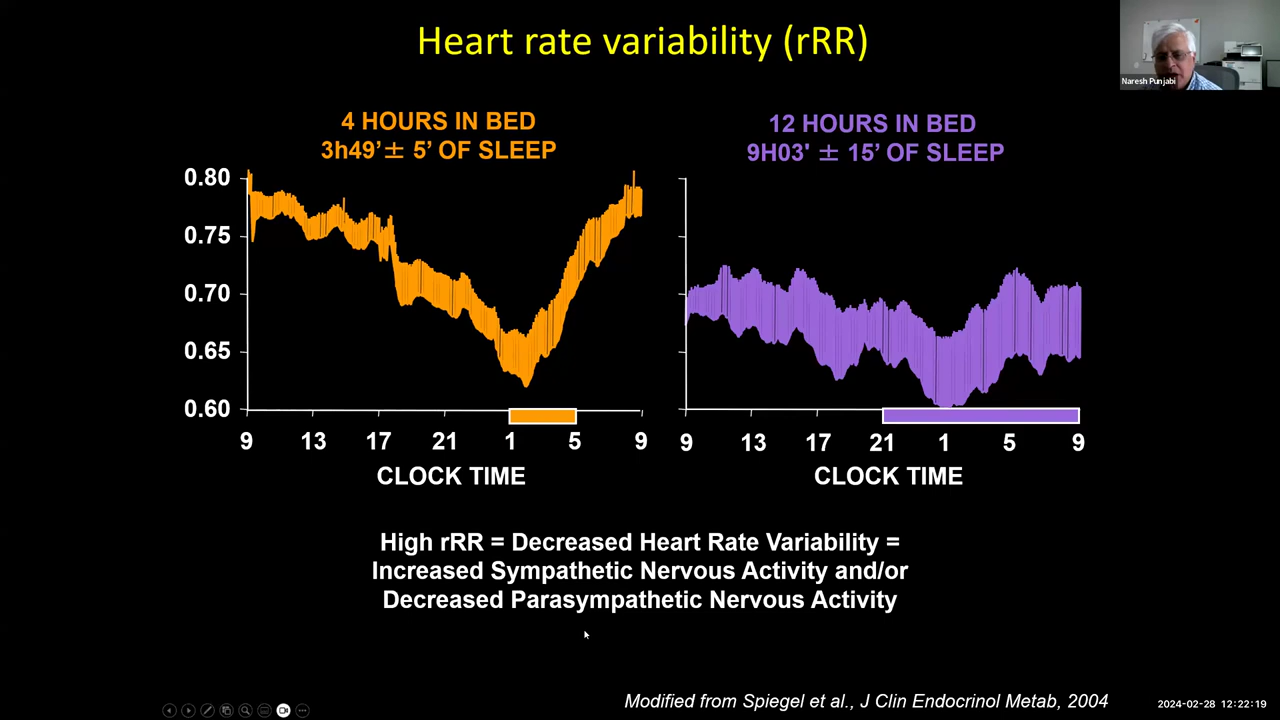 Heart rate variability (rRR)
Naresh Punjabi
4 HOURS IN BED
3h49’± 5’ OF SLEEP
12 HOURS IN BED
9H03' ± 15’ OF SLEEP
0.80
0.75
0.70
0.65
0.60
9 13 17 21 1 5 9
CLOCK TIME
9 13 17 21 1 5 9
CLOCK TIME
High rRR = Decreased Heart Rate Variability =
Increased Sympathetic Nervous Activity and/or
Decreased Parasympathetic Nervous Activity
Modified from Spiegel et al., J Clin Endocrinol Metab, 2004
2024-02-28 12:22:19